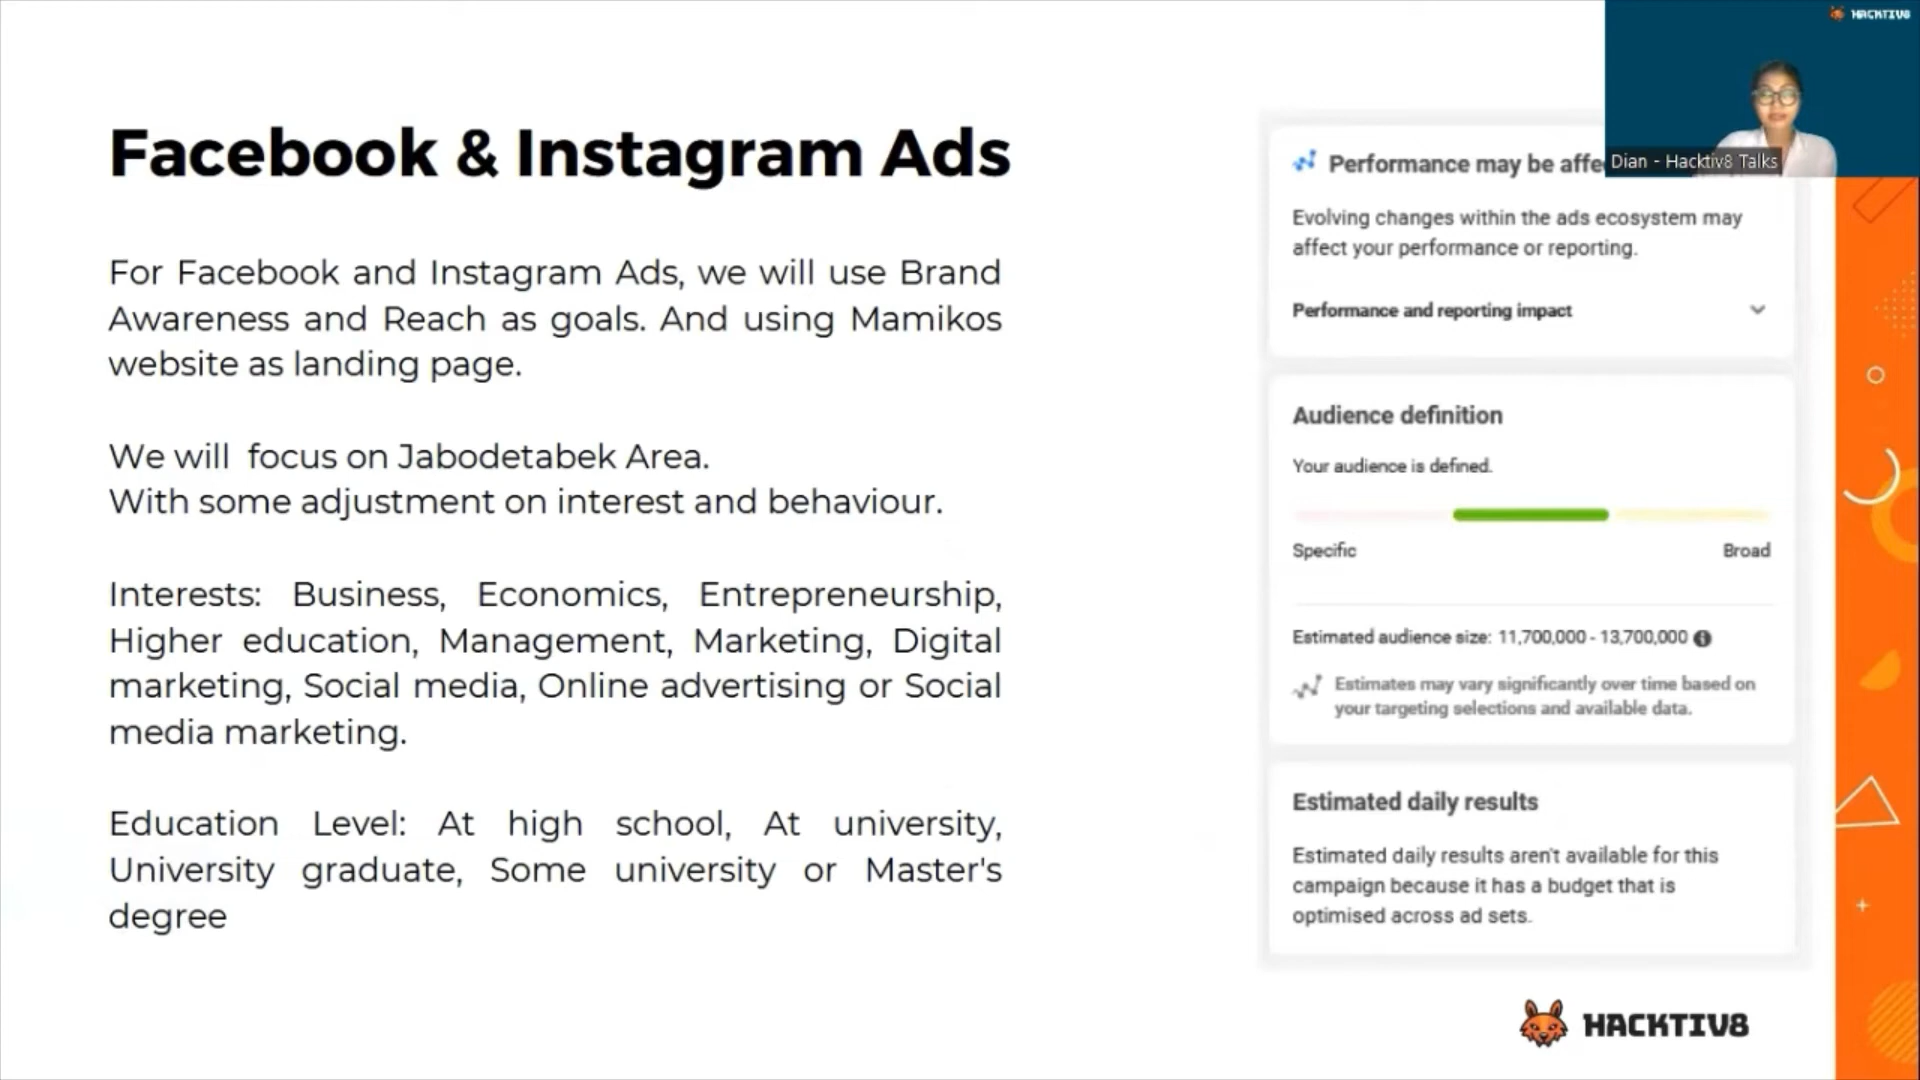 HACKTIV8
Dian - Hacktiv8 Talks
Facebook & Instagram Ads
For Facebook and Instagram Ads, we will use Brand
Awareness and Reach as goals. And using Mamikos
website as landing page.
We will focus on Jabodetabek Area.
With some adjustment on interest and behaviour.
Interests: Business, Economics, Entrepreneurship,
Higher education, Management, Marketing, Digital
marketing, Social media, Online advertising or Social
media marketing.
Education Level: At high school, At university,
University graduate, Some university or Master's
degree
Performance may be affe
Evolving changes within the ads ecosystem may
affect your performance or reporting.
Performance and reporting impact
Audience definition
Your audience is defined.
Specific
Broad
Estimated audience size: 11,700,000 - 13,700,000
Estimates may vary significantly over time based on
your targeting selections and available data.
Estimated daily results
Estimated daily results aren't available for this
campaign because it has a budget that is
optimised across ad sets.
HACKTIV8